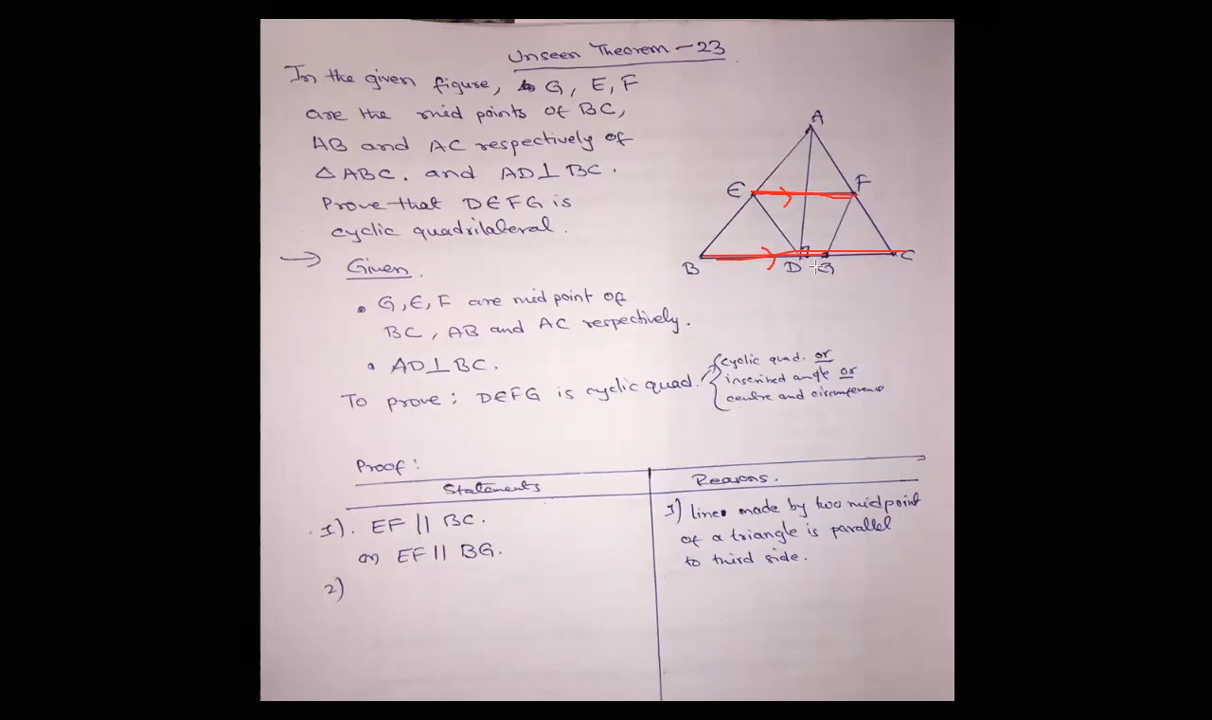 Unseen Theorem - 23
In the given figure, G, E, F
are the mid points of BC,
AB and AC respectively of
△ABC. and AD⊥BC.
Prove that DEFG is
cyclic quadrilateral.
A
E
F
B
D
G
C
→ Given.
• G, E, F are mid point of
BC, AB and AC respectively.
• AD⊥BC.
To prove: DEFG is cyclic quad.
cyclic quad. or
inscribed angle or
centre and circumference
Proof:
Statements
Reasons.
1). EF || BC.
or EF || BG.
2)
1) line made by two midpoint
of a triangle is parallel
to third side.